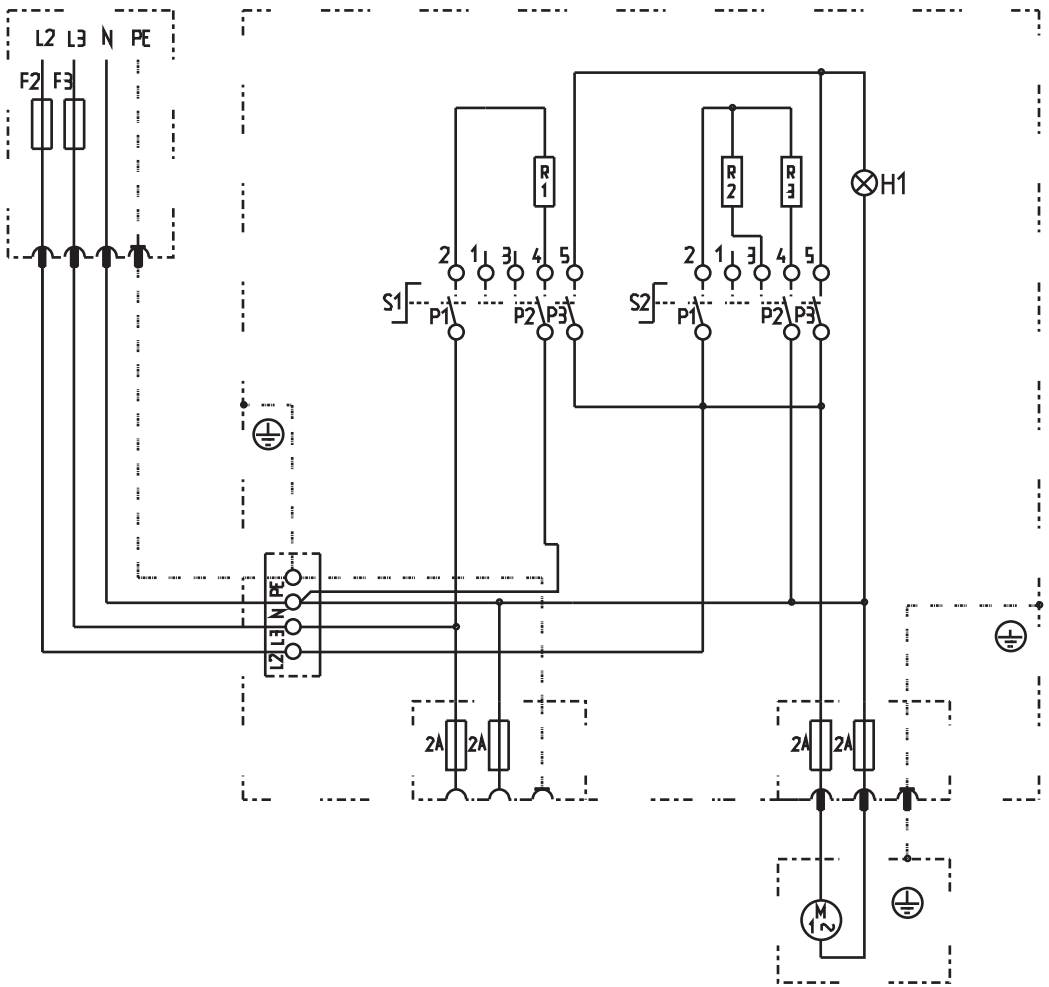 L2 L3 N PE
F2 F3
R
1
R
2
R
3
H1
2 1 3 4 5
2 1 3 4 5
S1
P1 P2 P3
S2
P1 P2 P3
PE
N
L3
L2
2A 2A
2A 2A
M
1~